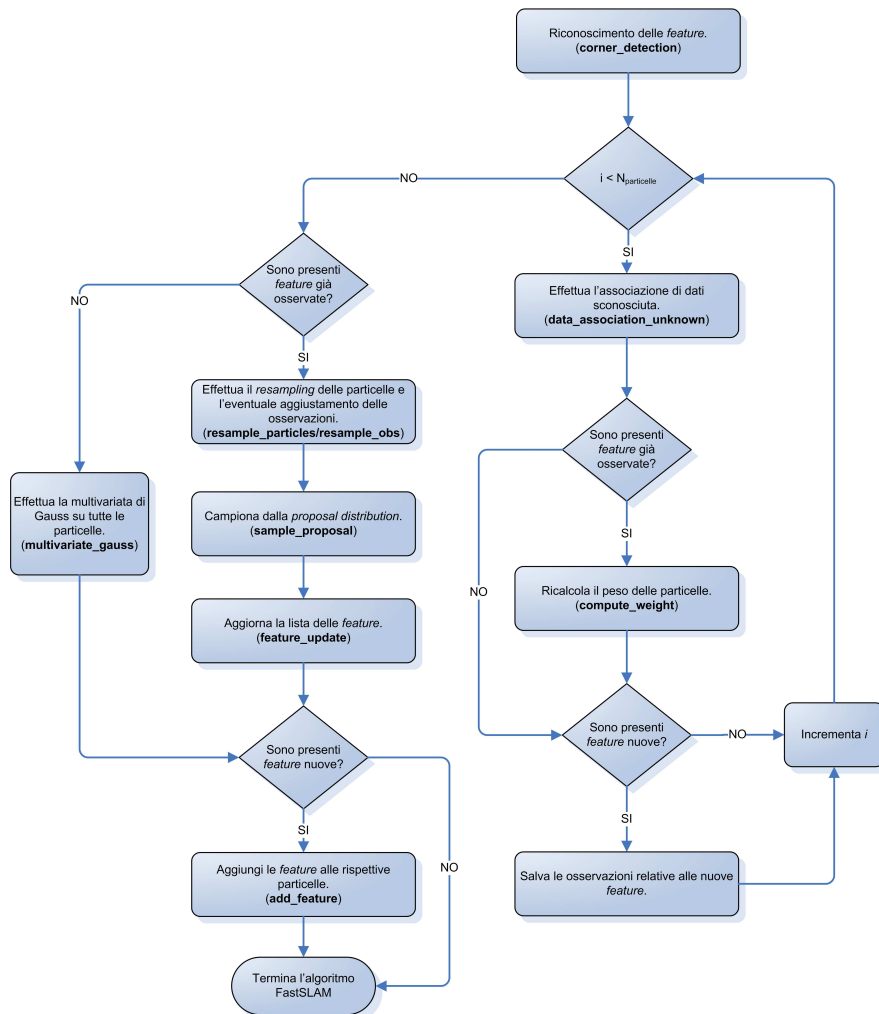 Riconoscimento delle feature.
(corner_detection)
i < Nparticelle
NO
SI
Sono presenti
feature già
osservate?
NO
SI
Effettua l'associazione di dati
sconosciuta.
(data_association_unknown)
Effettua il resampling delle particelle e
l'eventuale aggiustamento delle
osservazioni.
(resample_particles/resample_obs)
Sono presenti
feature già
osservate?
NO
SI
Effettua la multivariata di
Gauss su tutte le
particelle.
(multivariate_gauss)
Campiona dalla proposal distribution.
(sample_proposal)
Ricalcola il peso delle particelle.
(compute_weight)
Aggiorna la lista delle feature.
(feature_update)
Sono presenti
feature nuove?
NO
SI
Incrementa i
Sono presenti
feature nuove?
SI
NO
Aggiungi le feature alle rispettive
particelle.
(add_feature)
Salva le osservazioni relative alle nuove
feature.
Termina l'algoritmo
FastSLAM